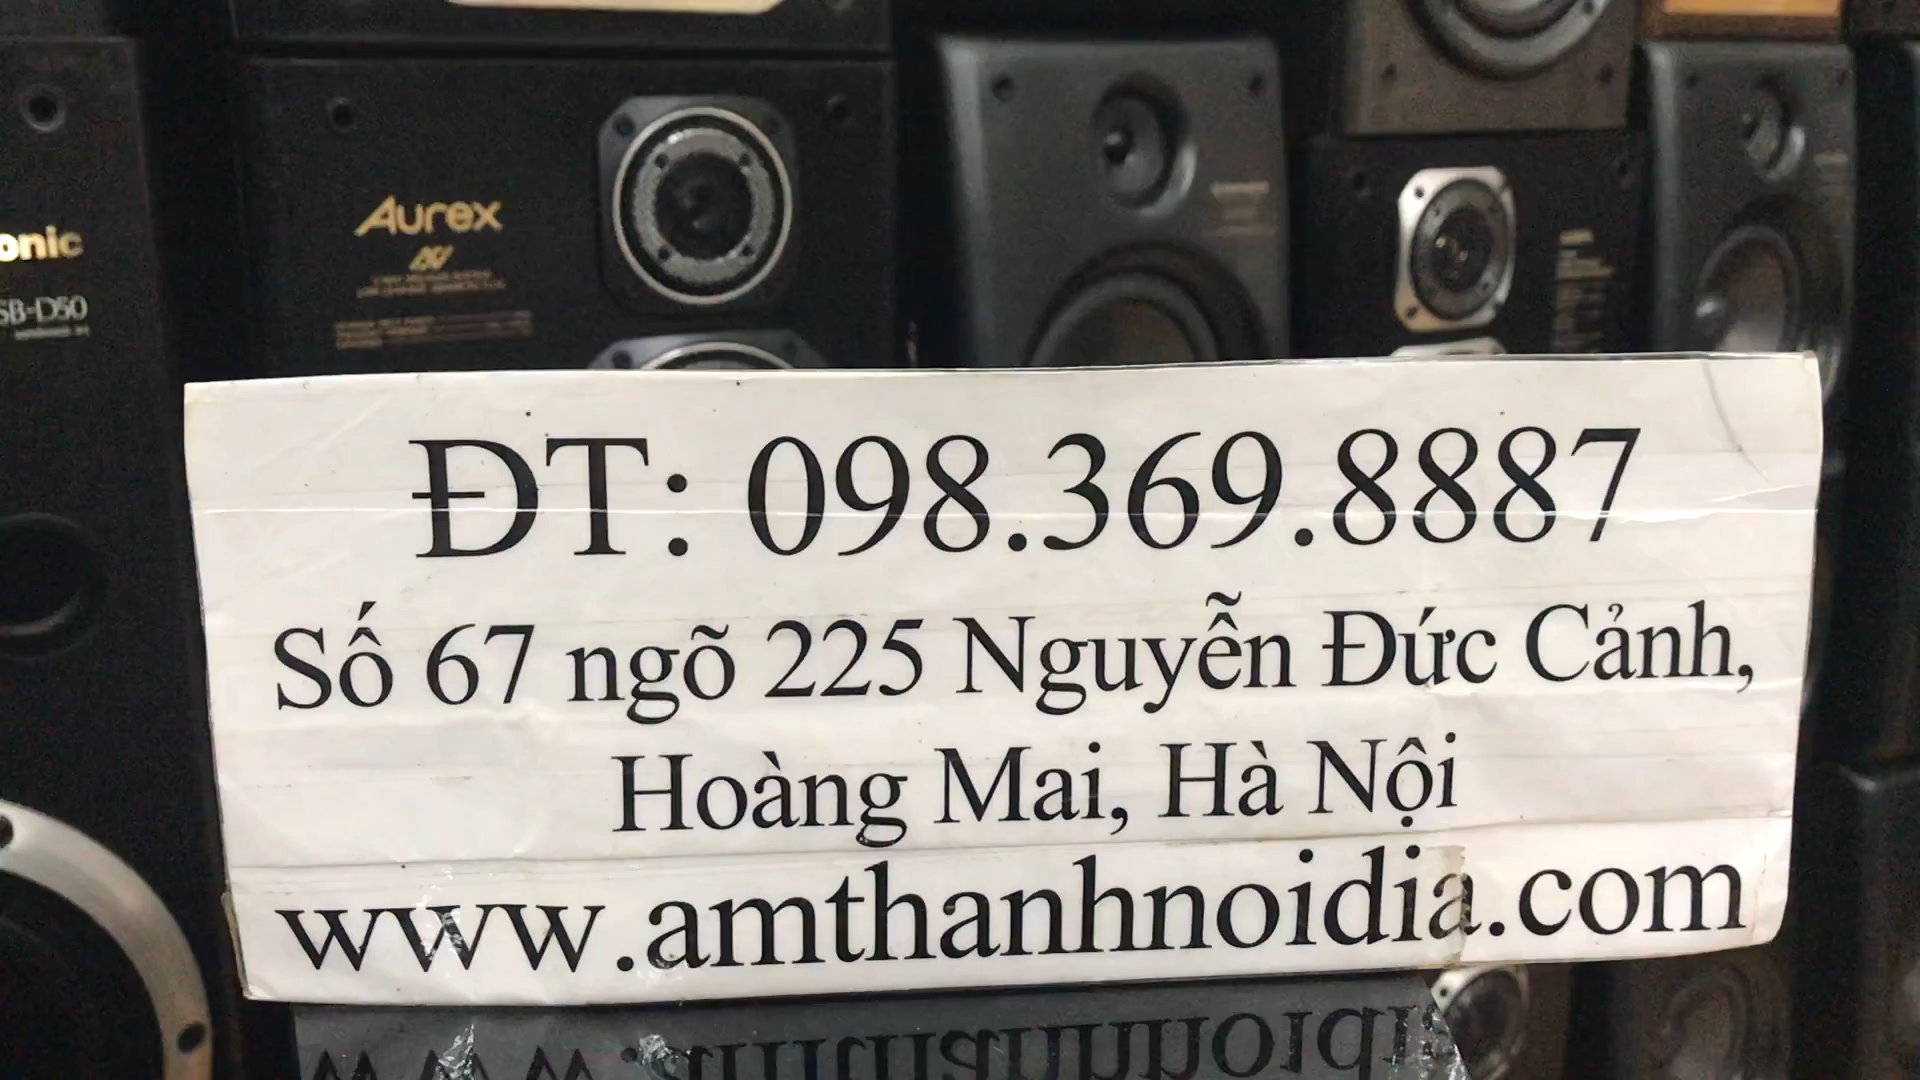 onic
SB-D50
Aurex
ĐT: 098.369.8887
Số 67 ngõ 225 Nguyễn Đức Cảnh,
Hoàng Mai, Hà Nội
www.amthanhnoidia.com